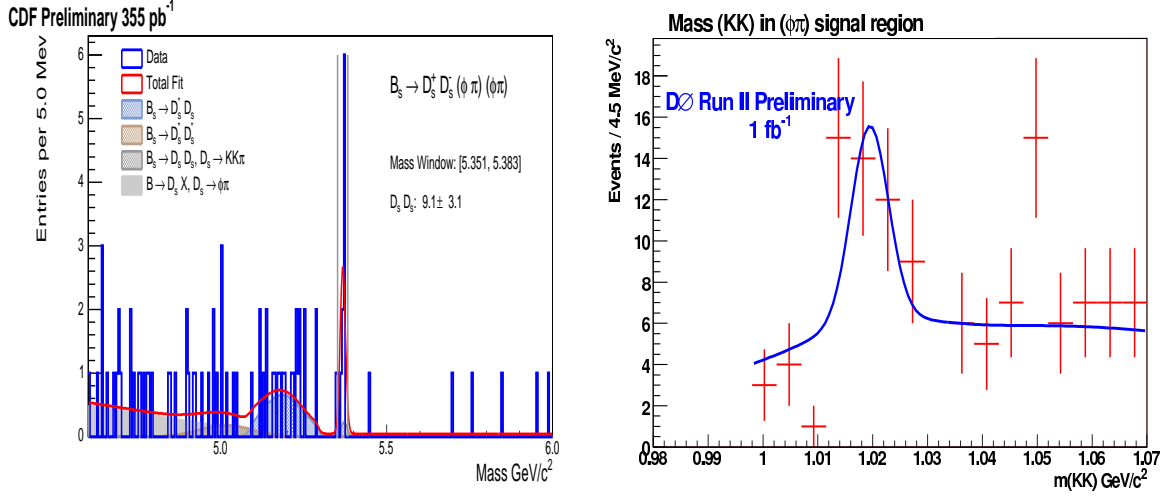 CDF Preliminary 355 pb⁻¹
Entries per 5.0 Mev
6
5
4
3
2
1
0
Data
Total Fit
Bₛ → Dₛ* Dₛ
Bₛ → Dₛ* Dₛ*
Bₛ → Dₛ Dₛ, Dₛ → KKπ
B → Dₛ X, Dₛ → φπ
Bₛ → Dₛ⁺ Dₛ⁻ (φ π) (φπ)
Mass Window: [5.351, 5.383]
Dₛ Dₛ: 9.1± 3.1
5.0 5.5 6.0
Mass GeV/c²
Mass (KK) in (φπ) signal region
Events / 4.5 MeV/c²
18
16
14
12
10
8
6
4
2
0
DØ Run II Preliminary
1 fb⁻¹
0.98 0.99 1 1.01 1.02 1.03 1.04 1.05 1.06 1.07
m(KK) GeV/c²